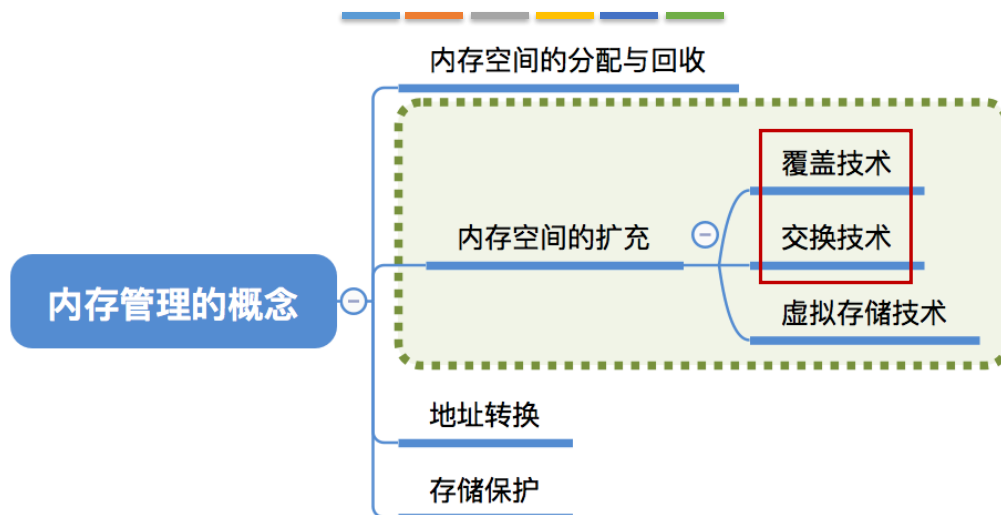 内存空间的分配与回收
覆盖技术
内存空间的扩充
交换技术
内存管理的概念
虚拟存储技术
地址转换
存储保护